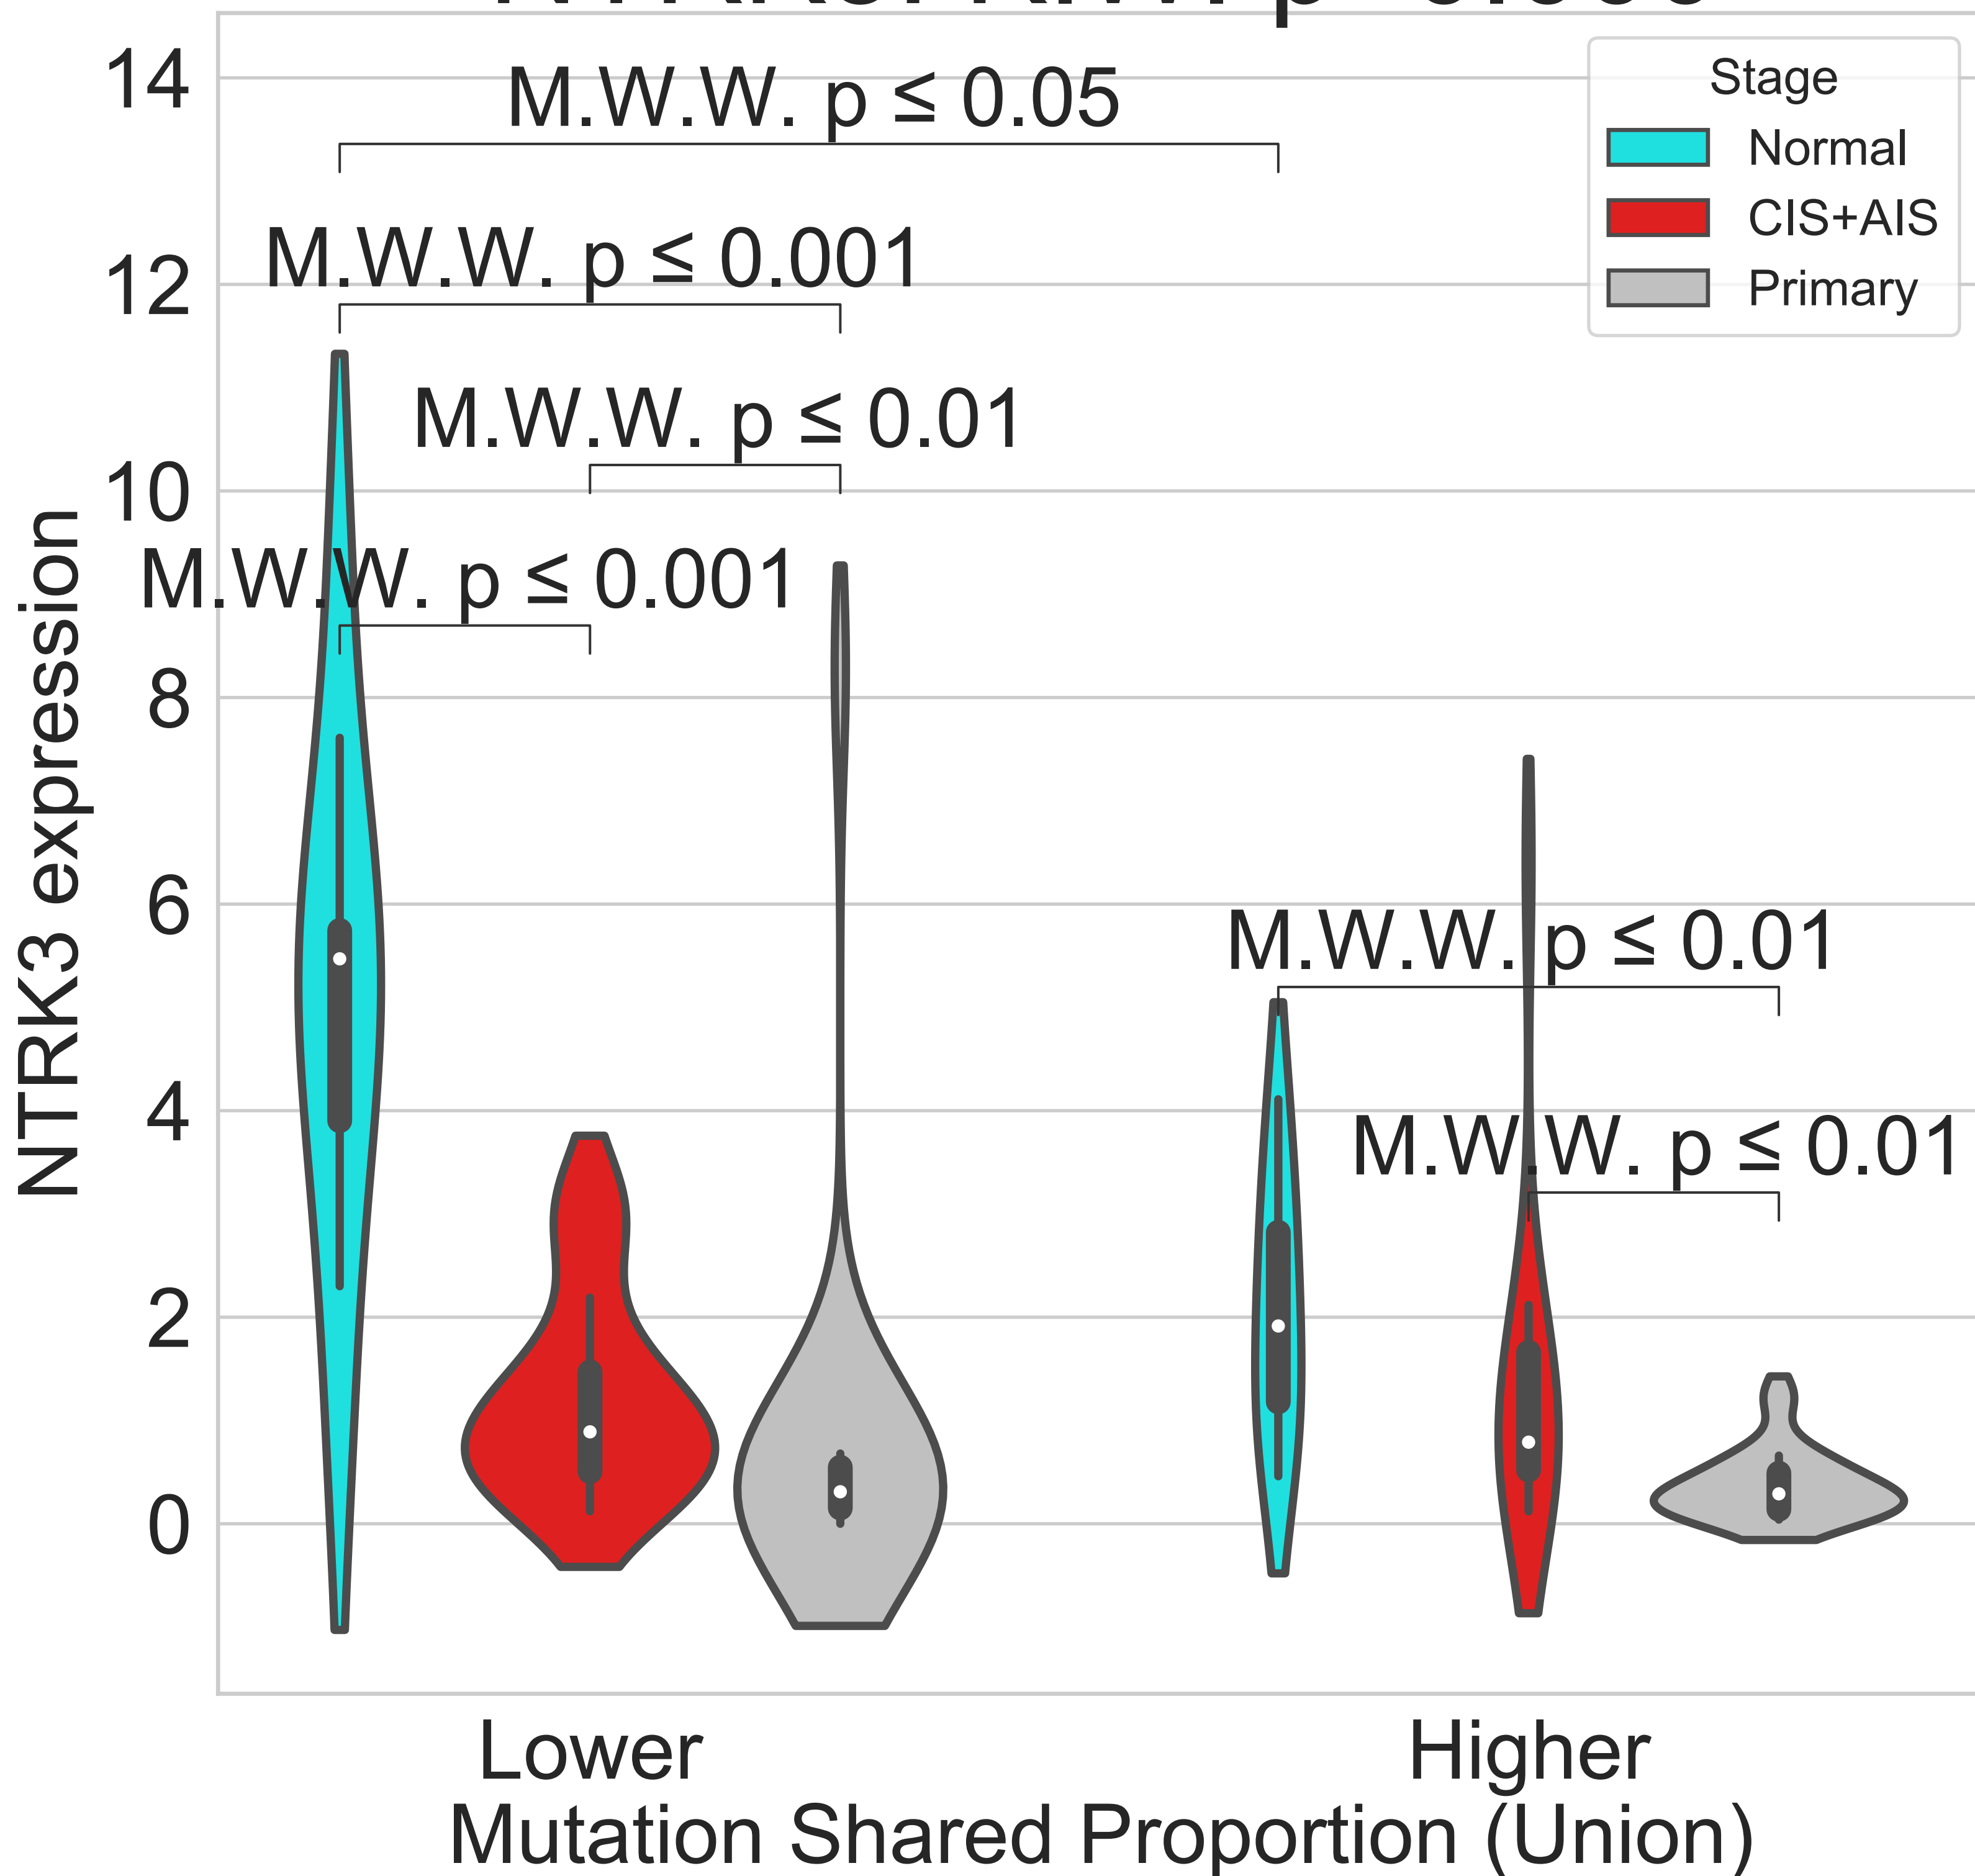 14
12
10
8
6
4
2
0
NTRK3 expression
M.W.W. p ≤ 0.05
M.W.W. p ≤ 0.001
M.W.W. p ≤ 0.01
M.W.W. p ≤ 0.001
M.W.W. p ≤ 0.01
M.W.W. p ≤ 0.01
Stage
Normal
CIS+AIS
Primary
Lower
Higher
Mutation Shared Proportion (Union)